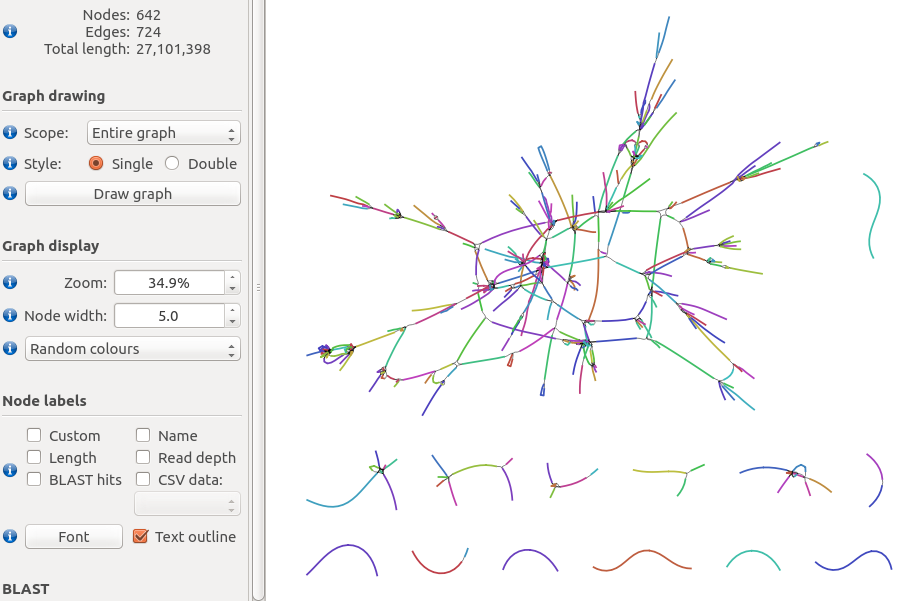 Nodes: 642
Edges: 724
Total length: 27,101,398
Graph drawing
Scope: Entire graph
Style: Single Double
Draw graph
Graph display
Zoom: 34.9%
Node width: 5.0
Random colours
Node labels
Custom Name
Length Read depth
BLAST hits CSV data:
Font Text outline
BLAST